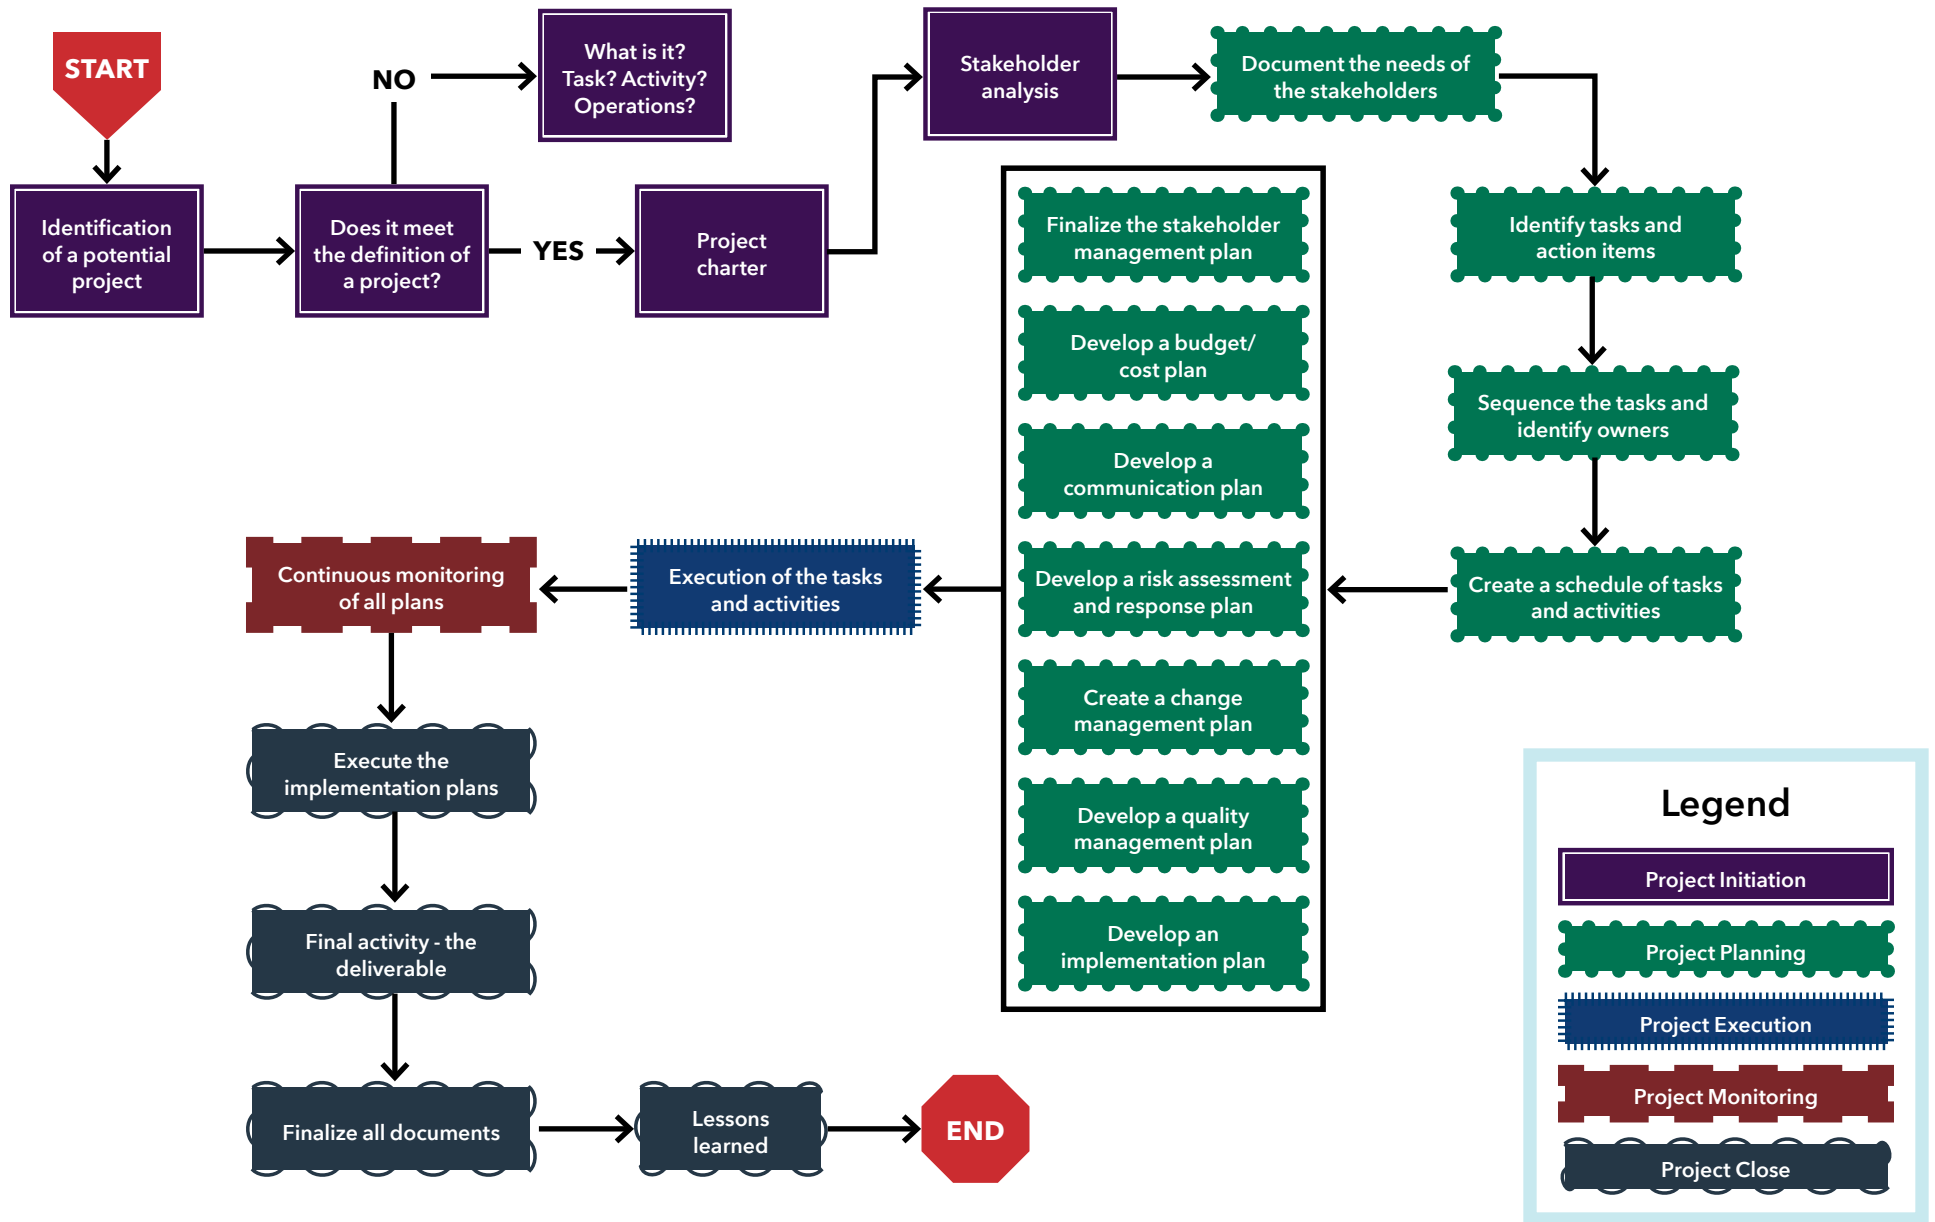 START
Identification
of a potential
project
Does it meet
the definition of
a project?
NO
What is it?
Task? Activity?
Operations?
YES
Project
charter
Stakeholder
analysis
Document the needs of
the stakeholders
Identify tasks and
action items
Sequence the tasks and
identify owners
Create a schedule of tasks
and activities
Finalize the stakeholder
management plan
Develop a budget/
cost plan
Develop a
communication plan
Develop a risk assessment
and response plan
Create a change
management plan
Develop a quality
management plan
Develop an
implementation plan
Execution of the tasks
and activities
Continuous monitoring
of all plans
Execute the
implementation plans
Final activity - the
deliverable
Finalize all documents
Lessons
learned
END
Legend
Project Initiation
Project Planning
Project Execution
Project Monitoring
Project Close